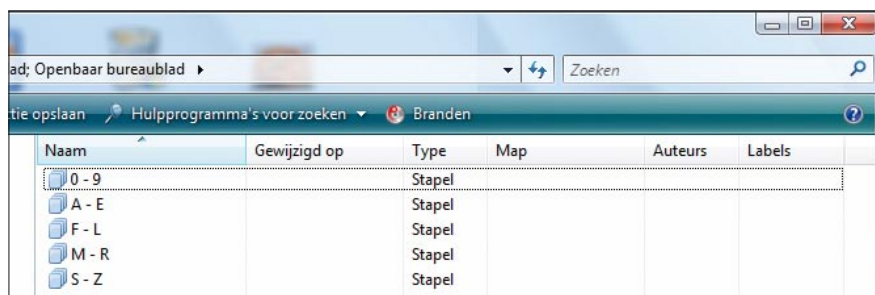 ad; Openbaar bureaublad
Zoeken
tie opslaan Hulpprogramma's voor zoeken Branden
Naam Gewijzigd op Type Map Auteurs Labels
0 - 9 Stapel
A - E Stapel
F - L Stapel
M - R Stapel
S - Z Stapel